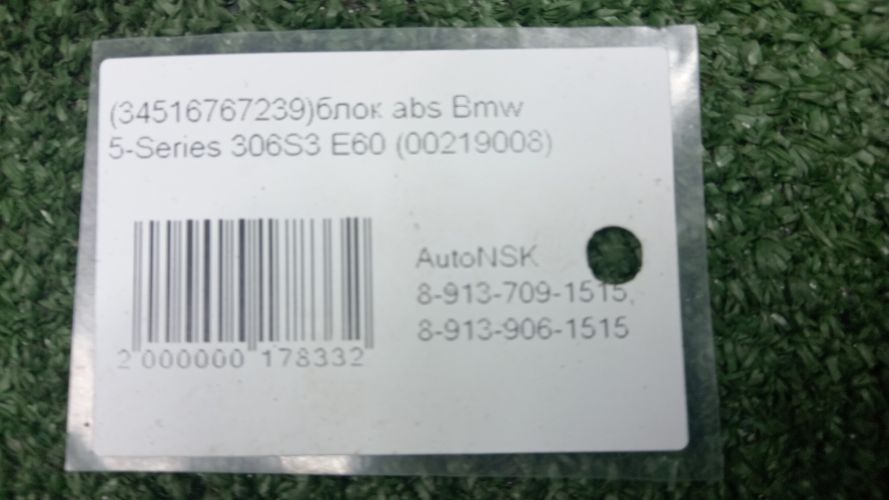 (34516767239)блок abs Bmw
5-Series 306S3 E60 (00219008)
AutoNSK
8-913-709-1515,
8-913-906-1515
2 000000 178332